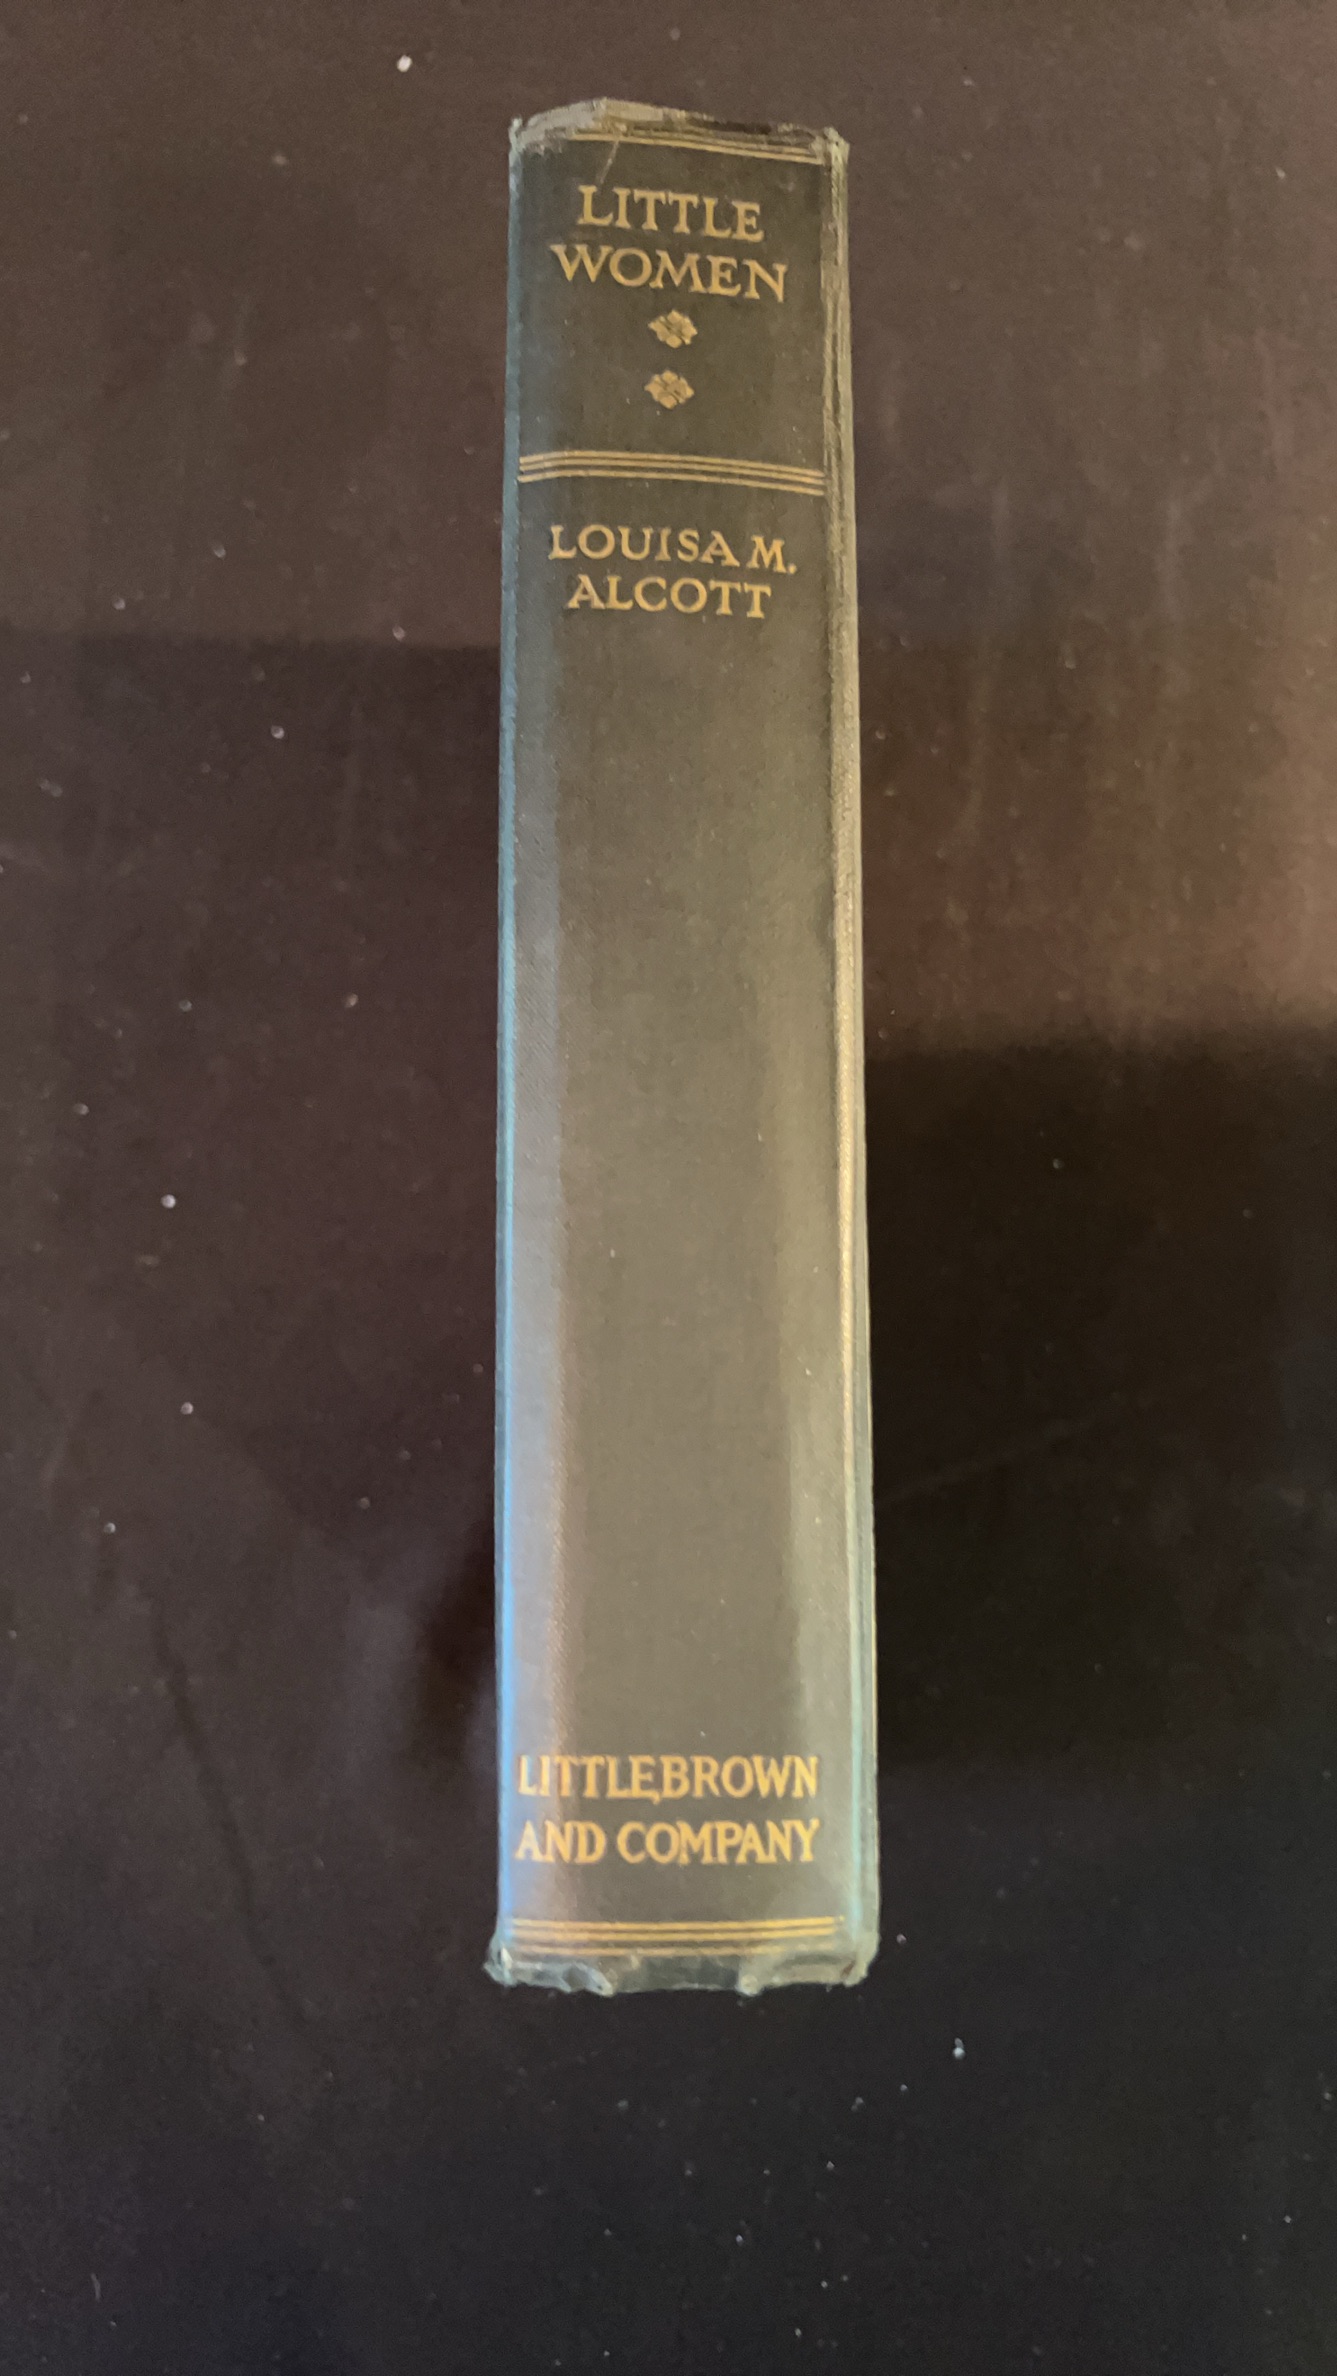 LITTLE
WOMEN
LOUISA M.
ALCOTT
LITTLE, BROWN
AND COMPANY